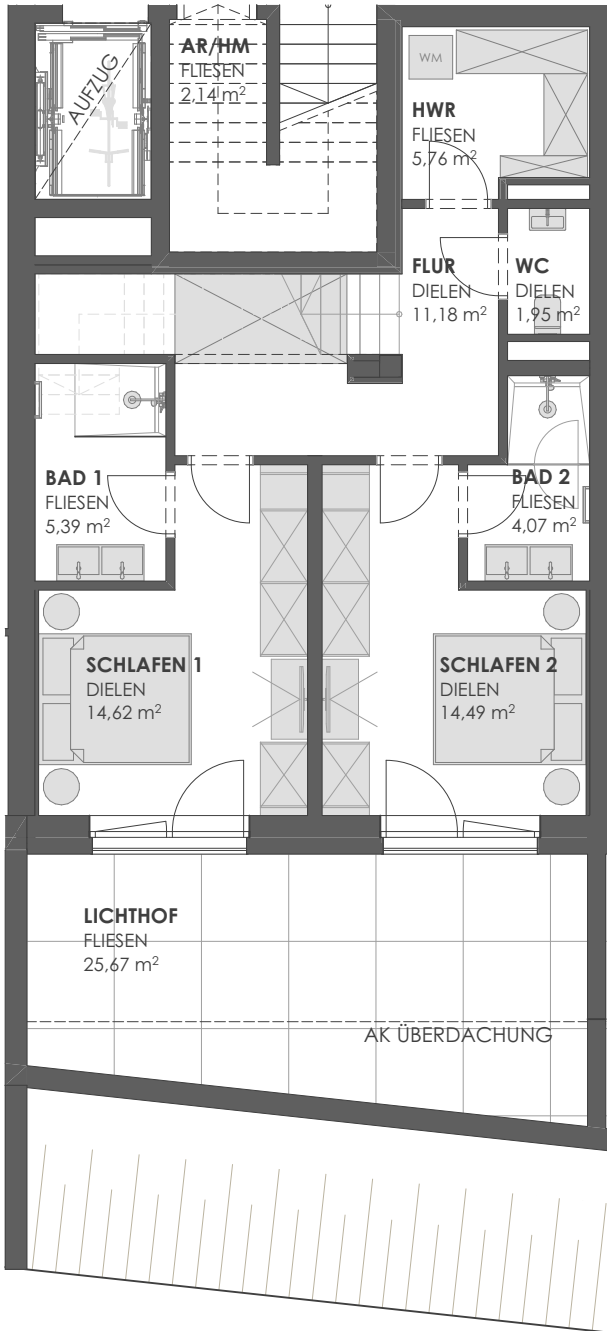 AUFZUG
AR/HM
FLIESEN
2,14 m²
WM
HWR
FLIESEN
5,76 m²
FLUR
DIELEN
11,18 m²
WC
DIELEN
1,95 m²
BAD 1
FLIESEN
5,39 m²
BAD 2
FLIESEN
4,07 m²
SCHLAFEN 1
DIELEN
14,62 m²
SCHLAFEN 2
DIELEN
14,49 m²
LICHTHOF
FLIESEN
25,67 m²
AK ÜBERDACHUNG